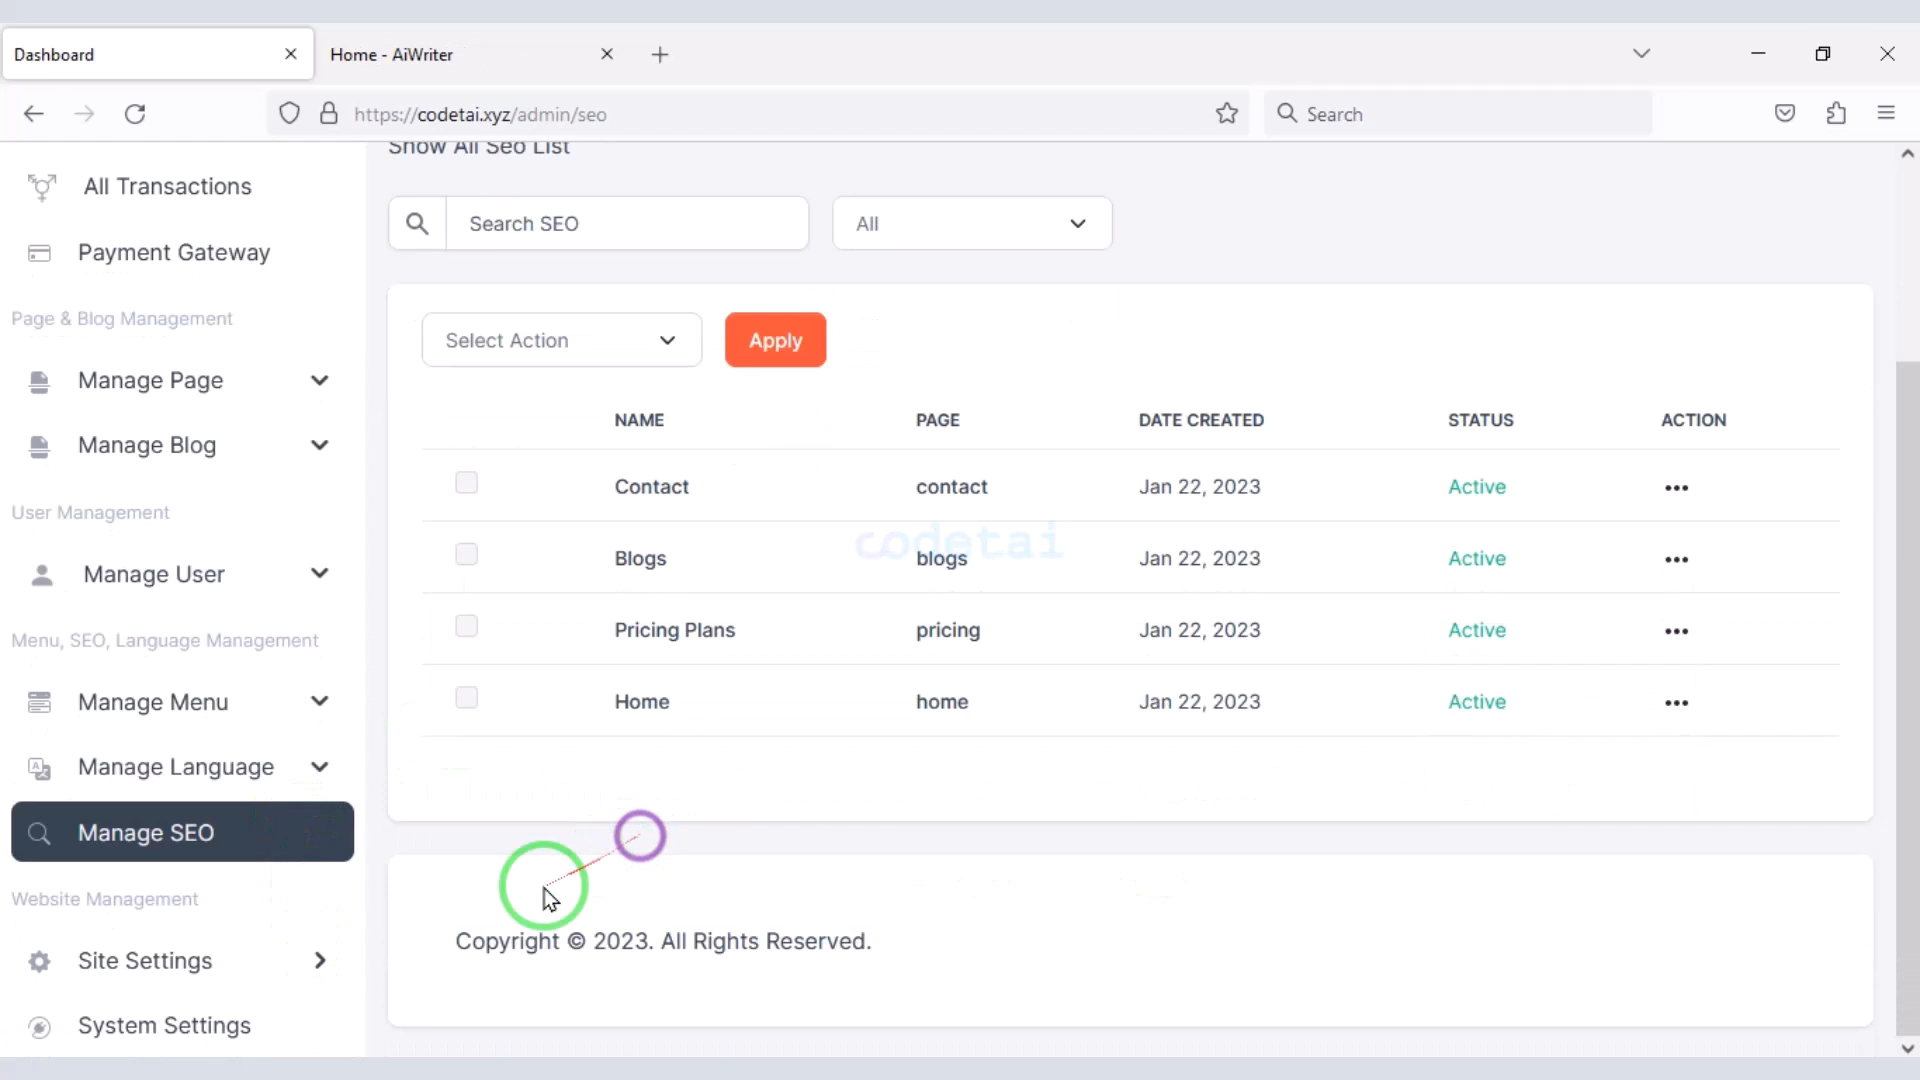 Dashboard
Home - AiWriter
https://codetai.xyz/admin/seo
Search
All Transactions
Payment Gateway
Page & Blog Management
Manage Page
Manage Blog
User Management
Manage User
Menu, SEO, Language Management
Manage Menu
Manage Language
Manage SEO
Website Management
Site Settings
System Settings
Show All Seo List
Search SEO
All
Select Action
Apply
NAME PAGE DATE CREATED STATUS ACTION
Contact contact Jan 22, 2023 Active
codetai
Blogs blogs Jan 22, 2023 Active
Pricing Plans pricing Jan 22, 2023 Active
Home home Jan 22, 2023 Active
Copyright © 2023. All Rights Reserved.